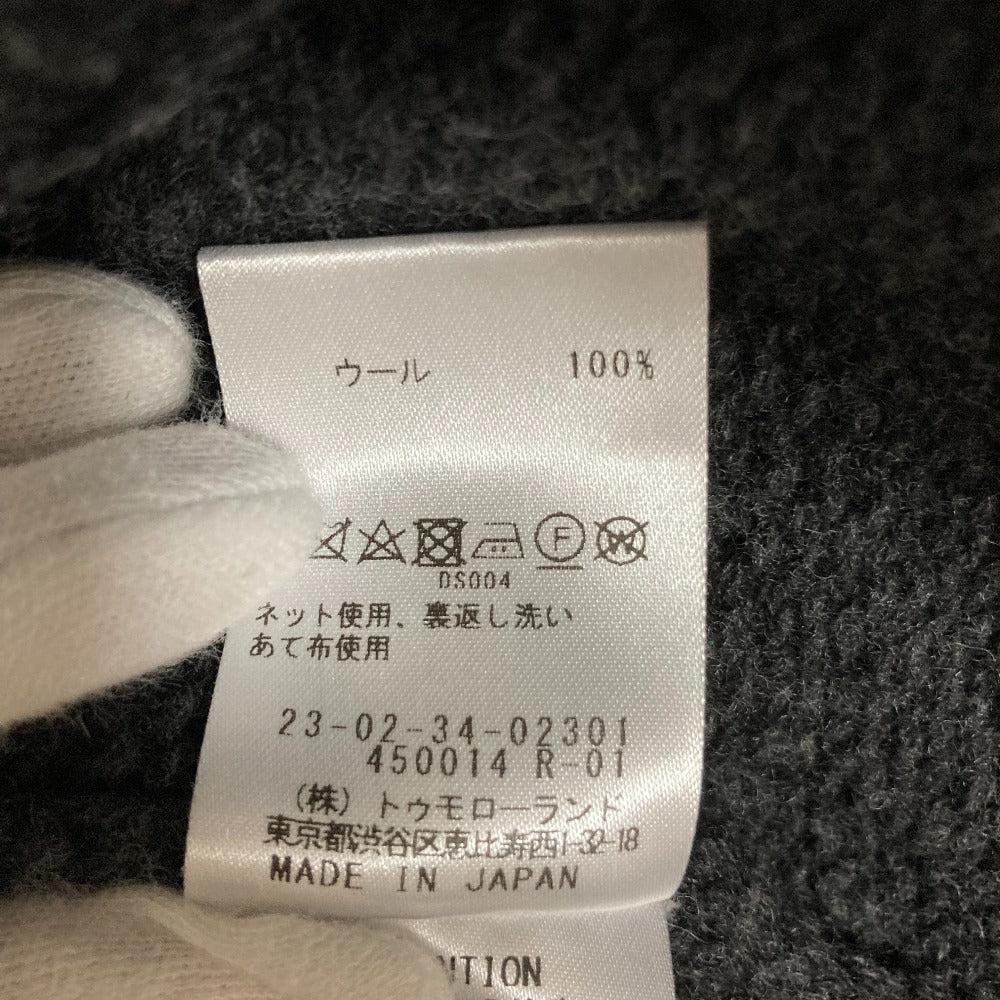 ウール 100%
F W
DS004
ネット使用、裏返し洗い
あて布使用
23-02-34-02301
450014 R-01
(株) トゥモローランド
東京都渋谷区恵比寿西1-32-18
MADE IN JAPAN